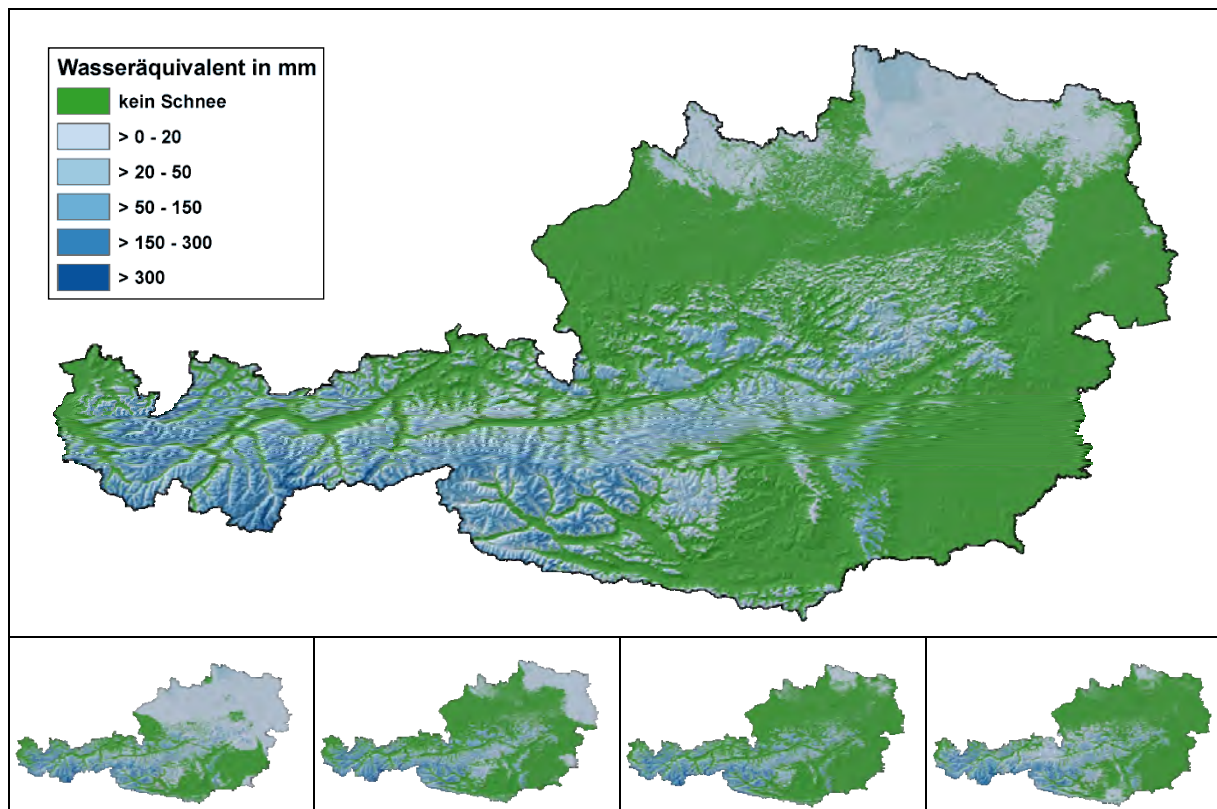 Wasseräquivalent in mm
kein Schnee
> 0 - 20
> 20 - 50
> 50 - 150
> 150 - 300
> 300